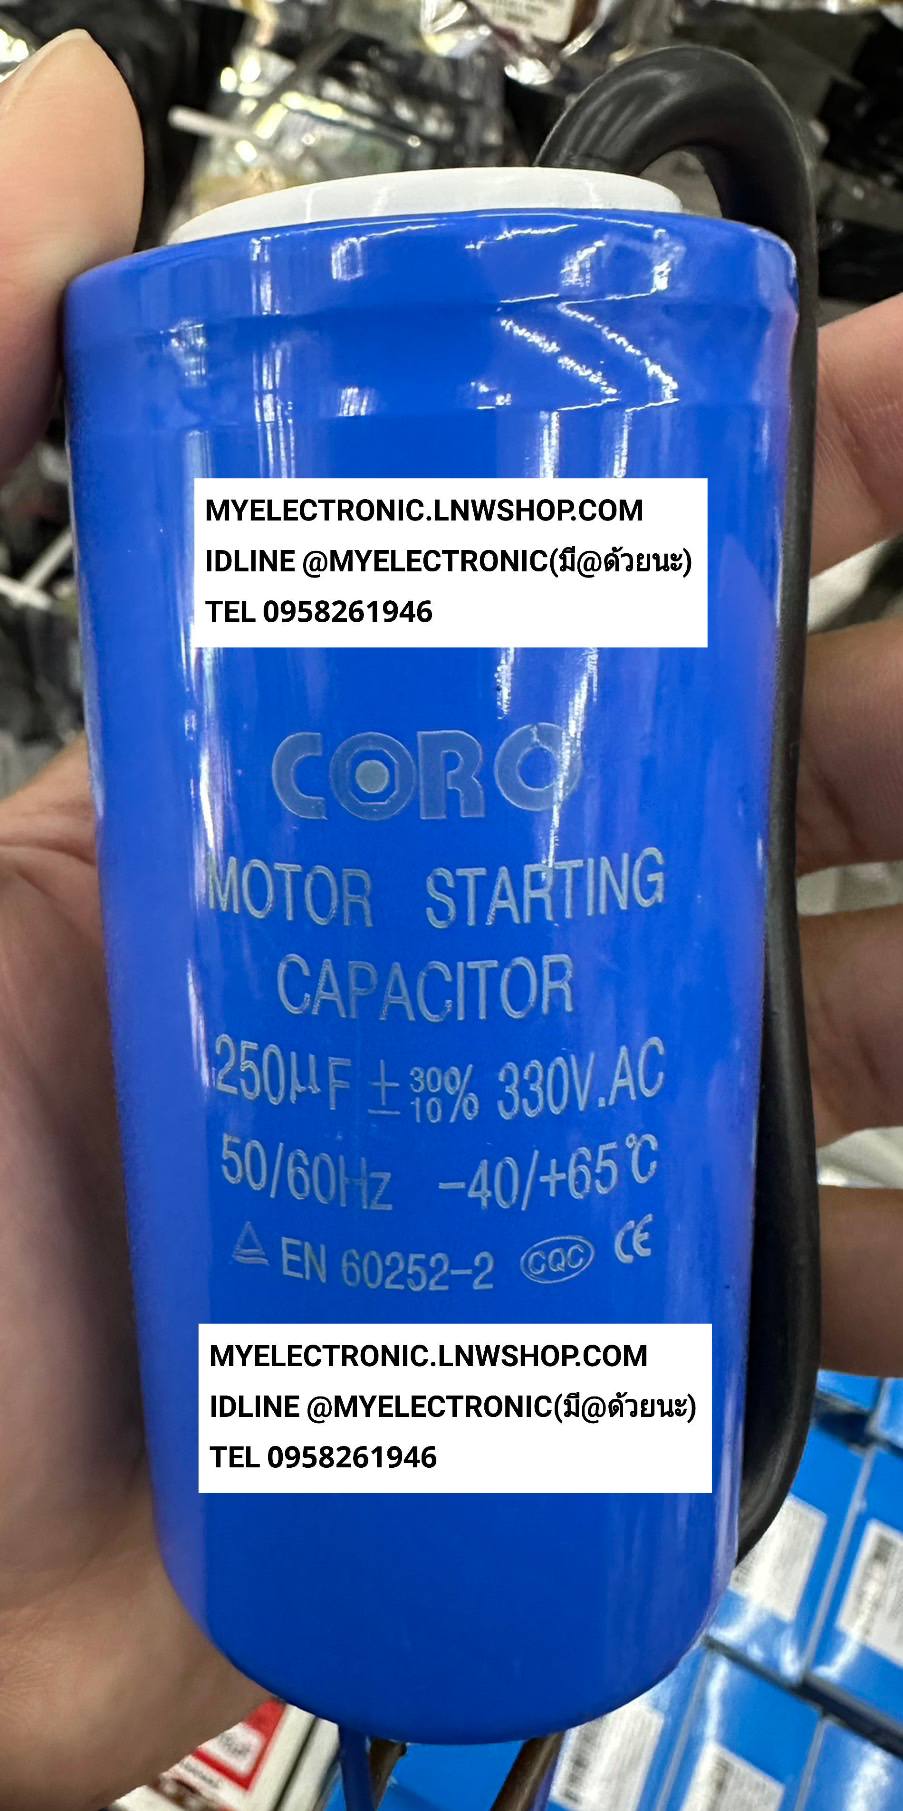 MYELECTRONIC.LNWSHOP.COM
IDLINE @MYELECTRONIC(มี@ด้วยนะ)
TEL 0958261946
CORO
MOTOR STARTING
CAPACITOR
250µF ± 30% 10% 330V.AC
50/60Hz -40/+65℃
EN 60252-2 CQC CE
MYELECTRONIC.LNWSHOP.COM
IDLINE @MYELECTRONIC(มี@ด้วยนะ)
TEL 0958261946